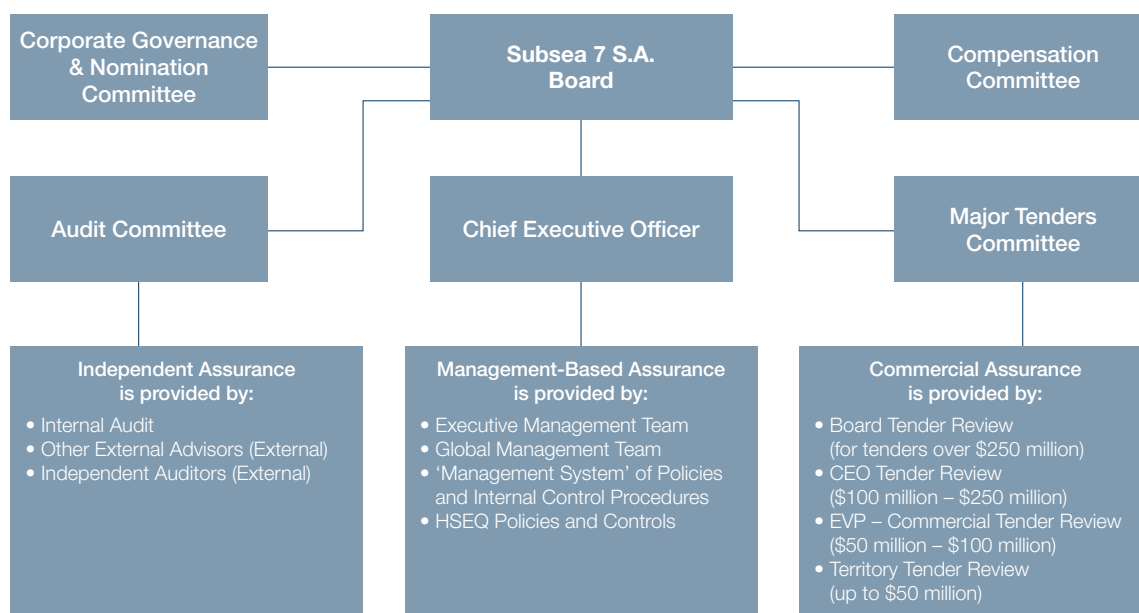 Corporate Governance
& Nomination
Committee
Subsea 7 S.A.
Board
Compensation
Committee
Audit Committee
Chief Executive Officer
Major Tenders
Committee
Independent Assurance
is provided by:
• Internal Audit
• Other External Advisors (External)
• Independent Auditors (External)
Management-Based Assurance
is provided by:
• Executive Management Team
• Global Management Team
• ‘Management System’ of Policies
and Internal Control Procedures
• HSEQ Policies and Controls
Commercial Assurance
is provided by:
• Board Tender Review
(for tenders over $250 million)
• CEO Tender Review
($100 million – $250 million)
• EVP – Commercial Tender Review
($50 million – $100 million)
• Territory Tender Review
(up to $50 million)